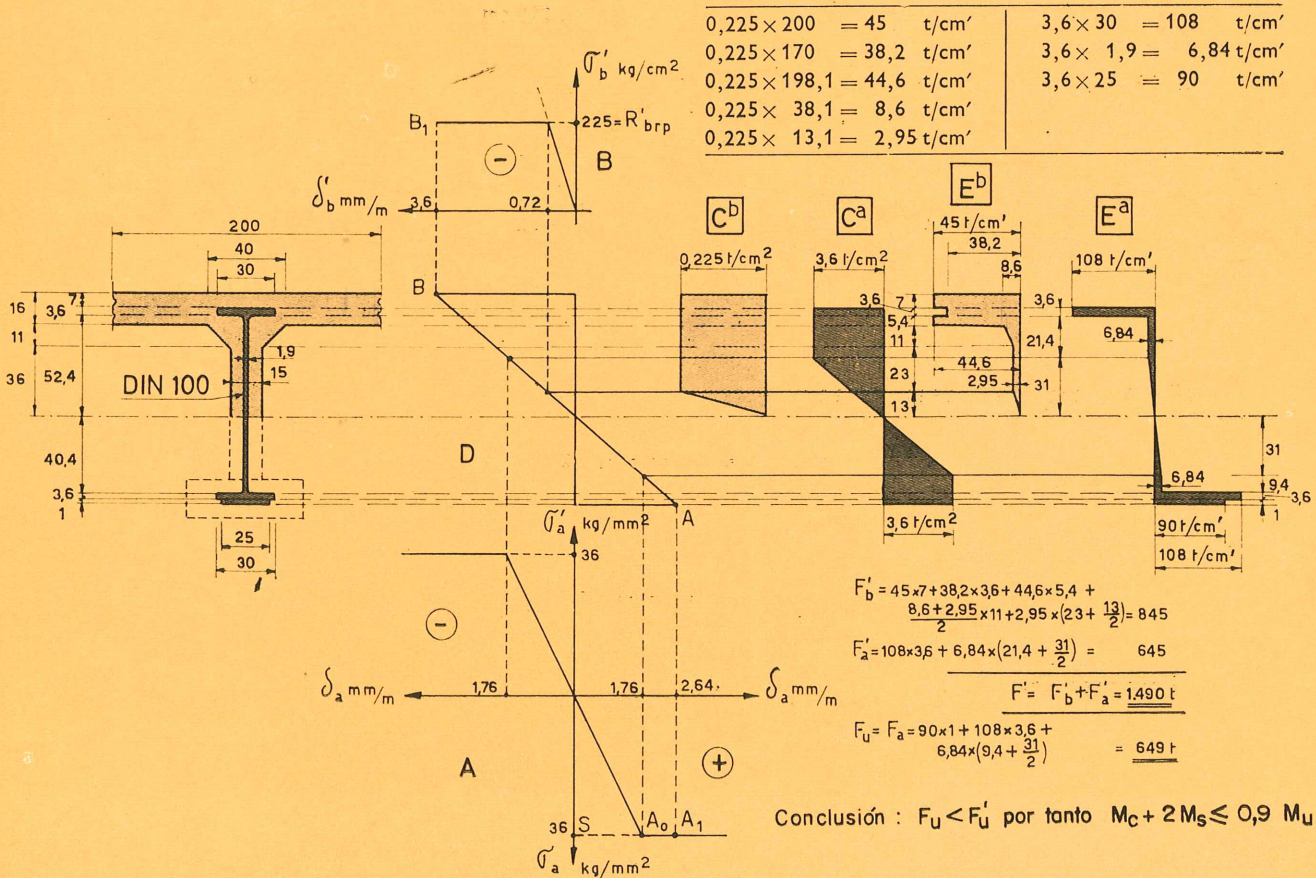 0,225 × 200 = 45 t/cm′
0,225 × 170 = 38,2 t/cm′
0,225 × 198,1 = 44,6 t/cm′
0,225 × 38,1 = 8,6 t/cm′
0,225 × 13,1 = 2,95 t/cm′
3,6 × 30 = 108 t/cm′
3,6 × 1,9 = 6,84 t/cm′
3,6 × 25 = 90 t/cm′
σ′b kg/cm2
B1
225 = R′brp
−
B
δ′b mm/m
3,6
0,72
200
40
30
16
7
3,6
11
36
52,4
1,9
15
DIN 100
40,4
3,6
1
25
30
B
D
A
Cb
0,225 t/cm2
Ca
3,6 t/cm2
3,6
7
5,4
11
23
13
3,6 t/cm2
Eb
45 t/cm′
38,2
8,6
44,6
2,95
31
Ea
108 t/cm′
3,6
6,84
21,4
31
6,84
9,4
3,6
1
90 t/cm′
108 t/cm′
σ′a kg/mm2
36
−
δa mm/m
1,76
1,76
2,64
δa mm/m
A
+
36
S
A0
A1
σa kg/mm2
F′b = 45×7+38,2×3,6+44,6×5,4 +
8,6+2,95/2 ×11+2,95×(23+ 13/2)= 845
F′a=108×3,6 + 6,84×(21,4 + 31/2) = 645
F′= F′b+F′a = 1.490 t
Fu = Fa = 90×1 + 108×3,6 +
6,84×(9,4 + 31/2) = 649 t
Conclusión : Fu < F′u por tanto Mc + 2 Ms ≤ 0,9 Mu